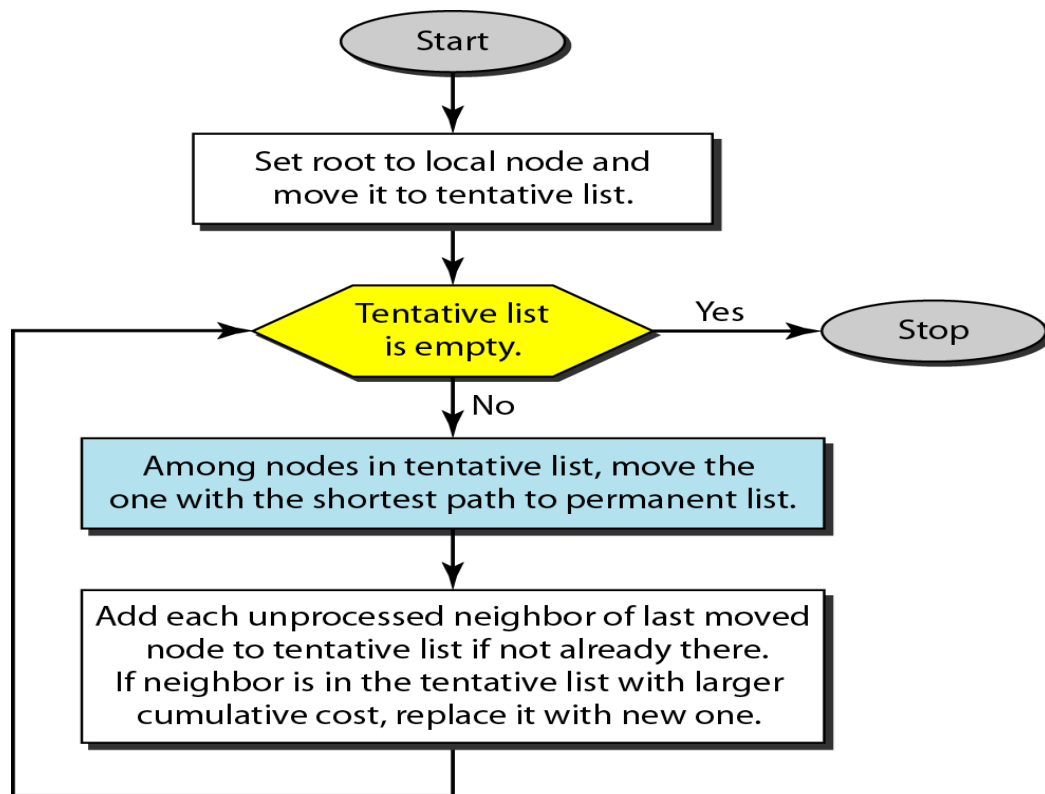 Start
Set root to local node and
move it to tentative list.
Tentative list
is empty.
Yes
Stop
No
Among nodes in tentative list, move the
one with the shortest path to permanent list.
Add each unprocessed neighbor of last moved
node to tentative list if not already there.
If neighbor is in the tentative list with larger
cumulative cost, replace it with new one.